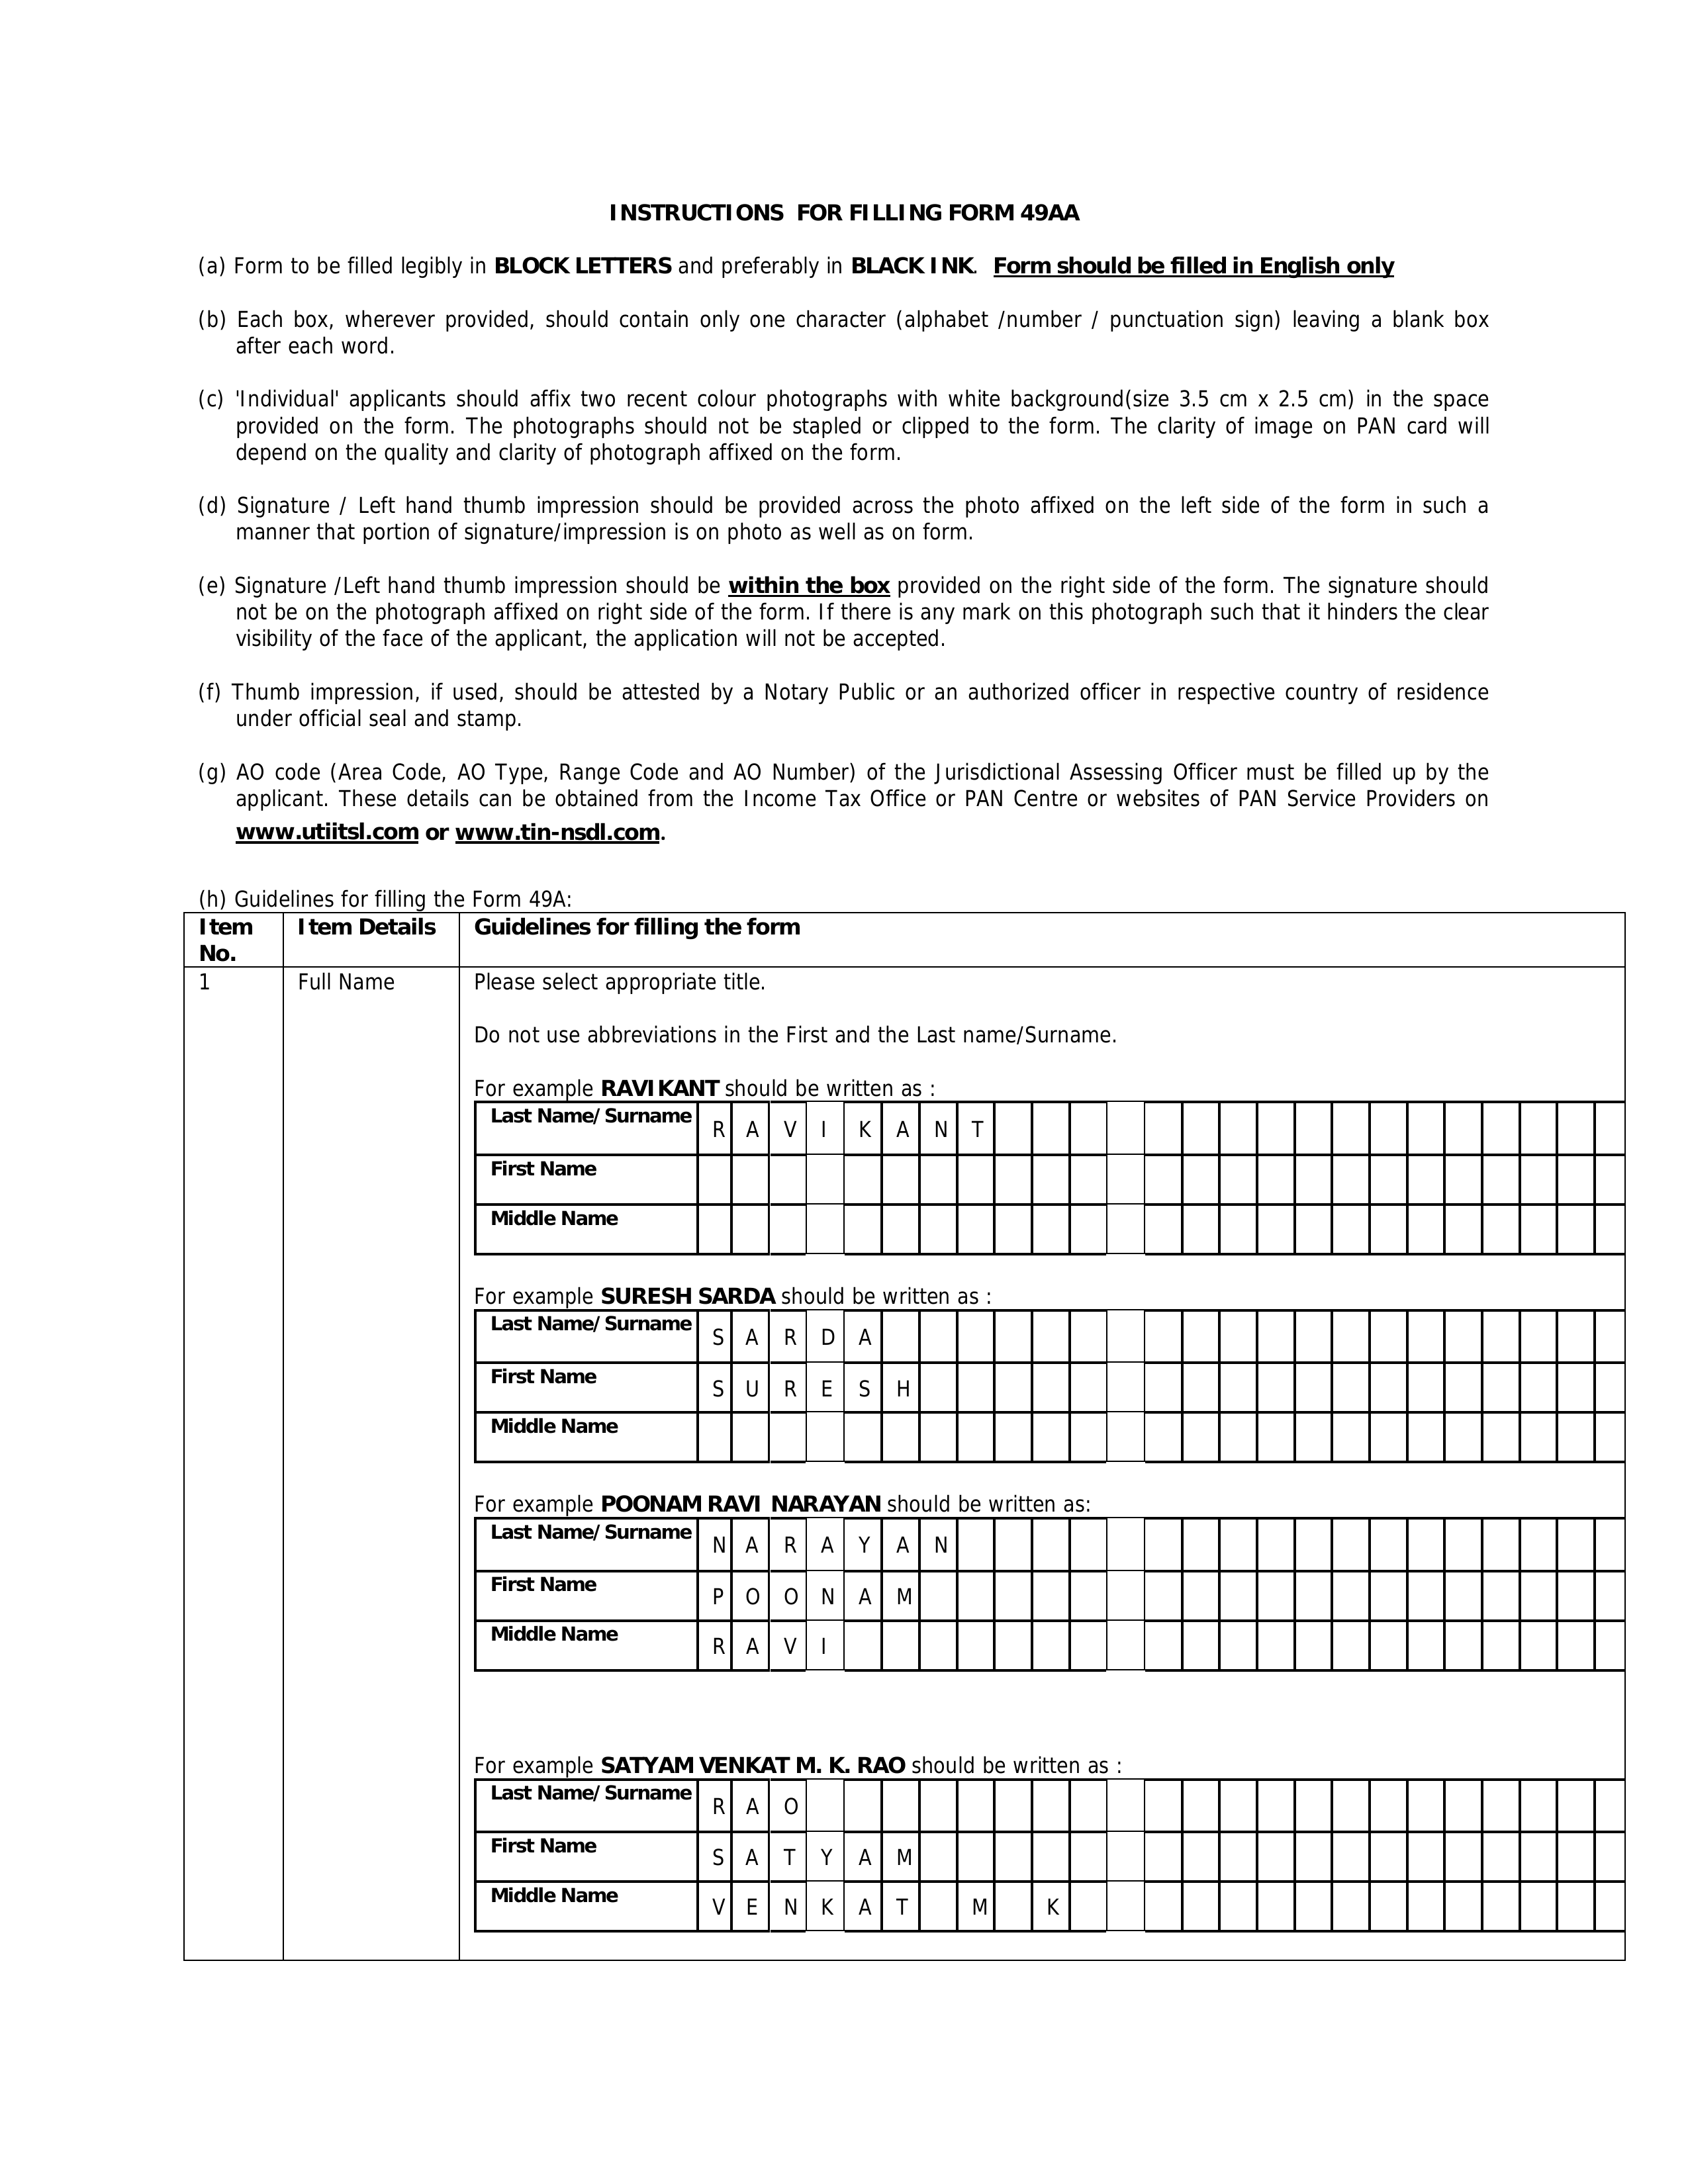 INSTRUCTIONS FOR FILLING FORM 49AA
(a) Form to be filled legibly in BLOCK LETTERS and preferably in BLACK INK. Form should be filled in English only
(b) Each box, wherever provided, should contain only one character (alphabet /number / punctuation sign) leaving a blank box
after each word.
(c) 'Individual' applicants should affix two recent colour photographs with white background(size 3.5 cm x 2.5 cm) in the space
provided on the form. The photographs should not be stapled or clipped to the form. The clarity of image on PAN card will
depend on the quality and clarity of photograph affixed on the form.
(d) Signature / Left hand thumb impression should be provided across the photo affixed on the left side of the form in such a
manner that portion of signature/impression is on photo as well as on form.
(e) Signature /Left hand thumb impression should be within the box provided on the right side of the form. The signature should
not be on the photograph affixed on right side of the form. If there is any mark on this photograph such that it hinders the clear
visibility of the face of the applicant, the application will not be accepted.
(f) Thumb impression, if used, should be attested by a Notary Public or an authorized officer in respective country of residence
under official seal and stamp.
(g) AO code (Area Code, AO Type, Range Code and AO Number) of the Jurisdictional Assessing Officer must be filled up by the
applicant. These details can be obtained from the Income Tax Office or PAN Centre or websites of PAN Service Providers on
www.utiitsl.com or www.tin-nsdl.com.
(h) Guidelines for filling the Form 49A:
Item No. Item Details Guidelines for filling the form
1 Full Name Please select appropriate title.
Do not use abbreviations in the First and the Last name/Surname.
For example RAVIKANT should be written as :
Last Name/Surname R A V I K A N T
First Name
Middle Name
For example SURESH SARDA should be written as :
Last Name/Surname S A R D A
First Name S U R E S H
Middle Name
For example POONAM RAVI NARAYAN should be written as:
Last Name/Surname N A R A Y A N
First Name P O O N A M
Middle Name R A V I
For example SATYAM VENKAT M. K. RAO should be written as :
Last Name/Surname R A O
First Name S A T Y A M
Middle Name V E N K A T M K